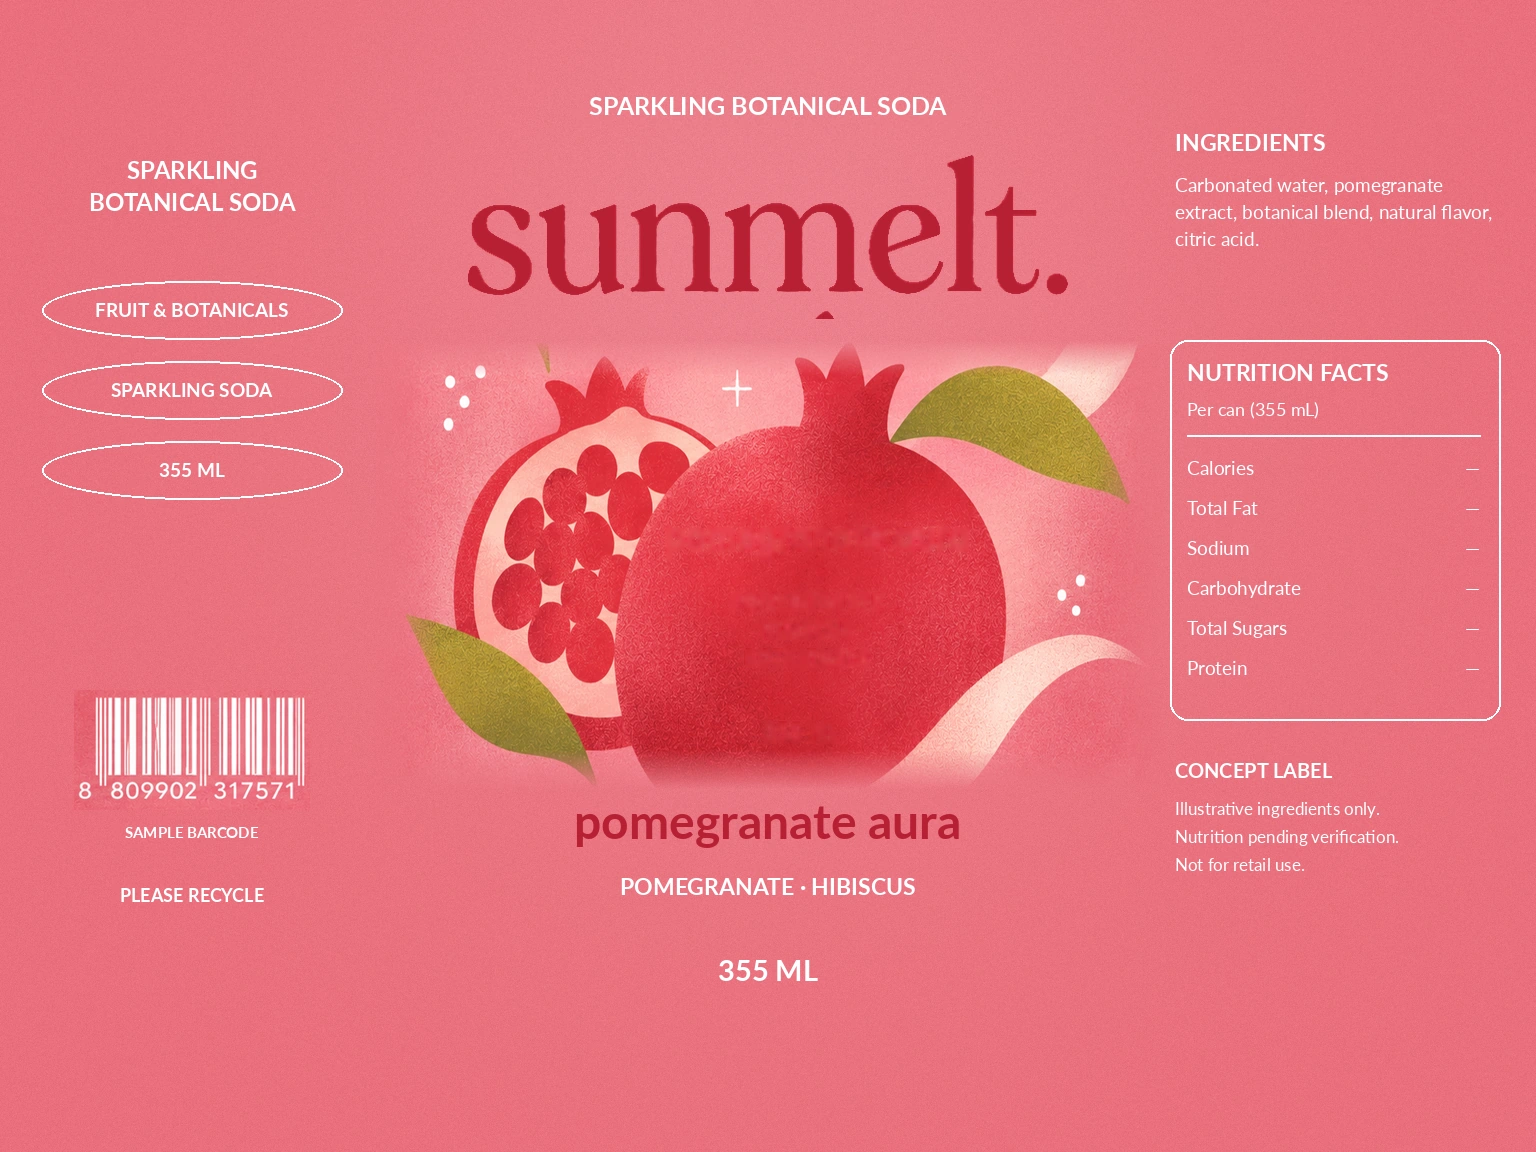 SPARKLING BOTANICAL SODA
sunmelt.
pomegranate aura
POMEGRANATE · HIBISCUS
355 ML
SPARKLING
BOTANICAL SODA
FRUIT & BOTANICALS
SPARKLING SODA
355 ML
8 809902 317571
SAMPLE BARCODE
PLEASE RECYCLE
INGREDIENTS
Carbonated water, pomegranate
extract, botanical blend, natural flavor,
citric acid.
NUTRITION FACTS
Per can (355 mL)
Calories –
Total Fat –
Sodium –
Carbohydrate –
Total Sugars –
Protein –
CONCEPT LABEL
Illustrative ingredients only.
Nutrition pending verification.
Not for retail use.